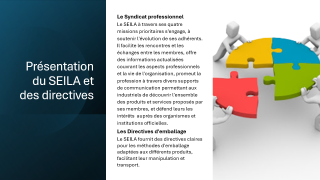 Présentation
du SEILA et
des directives
Le Syndicat professionnel
Le SEILA à travers ses quatre
missions prioritaires s'engage, à
soutenir l'évolution de ses adhérents.
Il facilite les rencontres et les
échanges entre les membres, offre
des informations actualisées
couvrant les aspects professionnels
et la vie de l'organisation, promeut la
profession à travers divers supports
de communication permettant aux
industriels de découvrir l'ensemble
des produits et services proposés par
ses membres, et défend leurs les
intérêts auprès des organismes et
institutions officielles.
Les Directives d'emballage
Le SEILA fournit des directives claires
pour les méthodes d'emballage
adaptées aux différents produits,
facilitant leur manipulation et
transport.